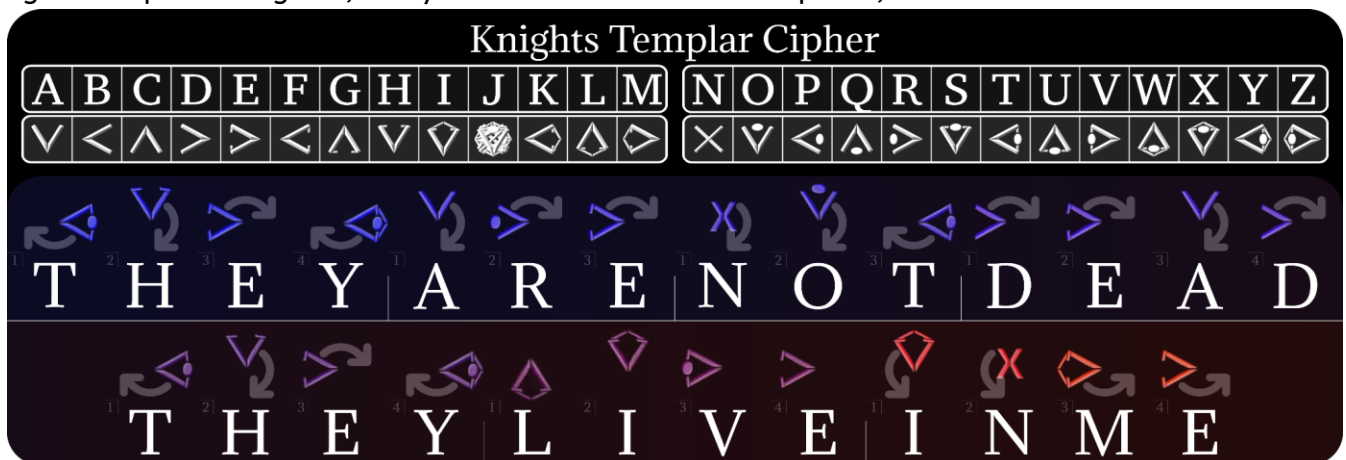 Knights Templar Cipher
A B C D E F G H I J K L M N O P Q R S T U V W X Y Z
1 T 2 H 3 E 4 Y 1 A 2 R 3 E 1 N 2 O 3 T 1 D 2 E 3 A 4 D
1 T 2 H 3 E 4 Y 1 L 2 I 3 V 4 E 1 I 2 N 3 M 4 E